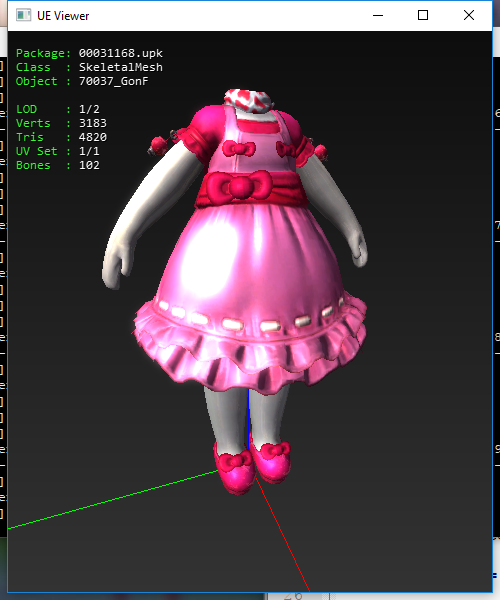 UE Viewer
Package: 00031168.upk
Class : SkeletalMesh
Object : 70037_GonF
LOD : 1/2
Verts : 3183
Tris : 4820
UV Set : 1/1
Bones : 102